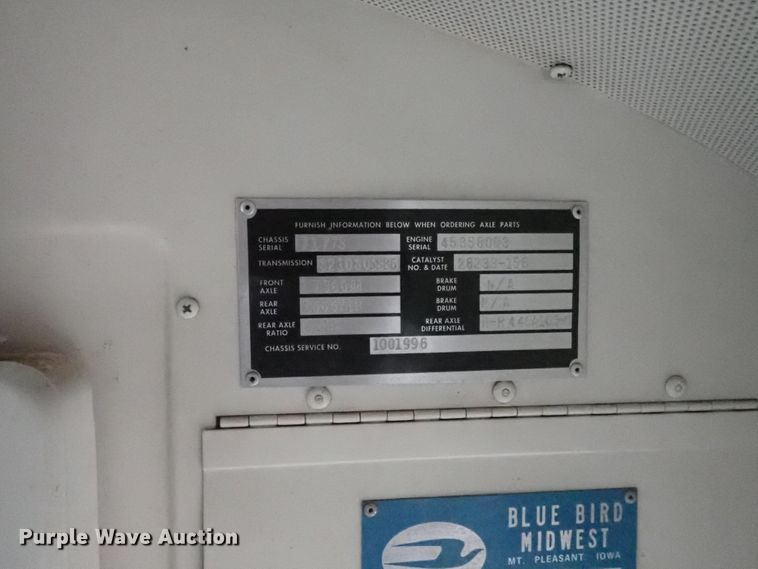 FURNISH INFORMATION BELOW WHEN ORDERING AXLE PARTS
CHASSIS SERIAL ENGINE SERIAL
TRANSMISSION CATALYST NO. & DATE
FRONT AXLE BRAKE DRUM N/A
REAR AXLE BRAKE DRUM N/A
REAR AXLE RATIO REAR AXLE DIFFERENTIAL
CHASSIS SERVICE NO. 1001996
BLUE BIRD
MIDWEST
MT. PLEASANT, IOWA
Purple Wave Auction®